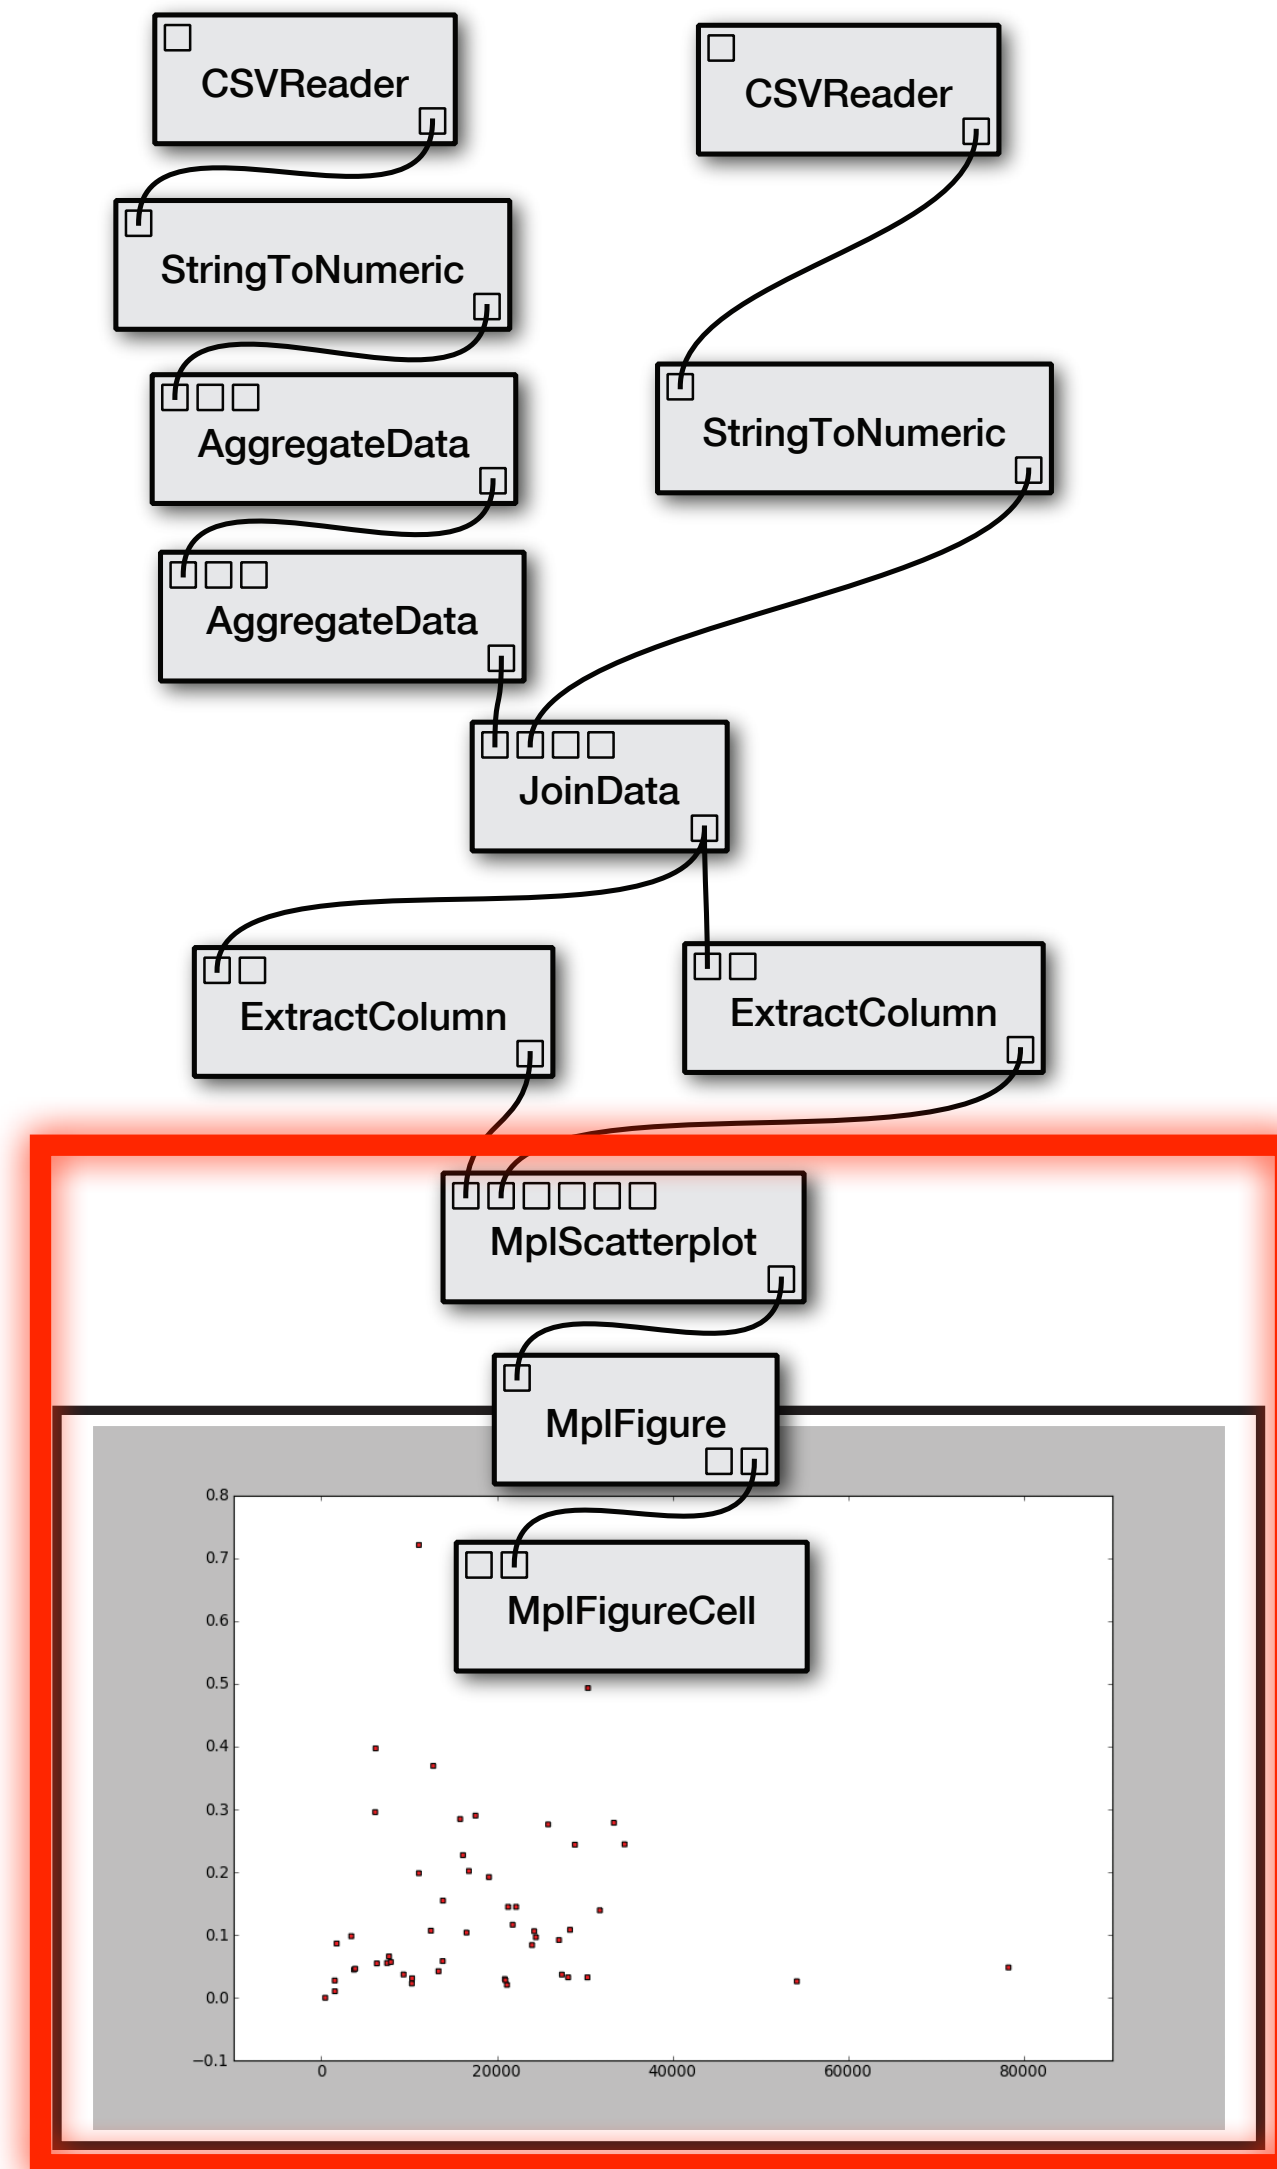 CSVReader
CSVReader
StringToNumeric
AggregateData
StringToNumeric
AggregateData
JoinData
ExtractColumn
ExtractColumn
MplScatterplot
MplFigure
MplFigureCell
0.8
0.7
0.6
0.5
0.4
0.3
0.2
0.1
0.0
−0.1
0 20000 40000 60000 80000